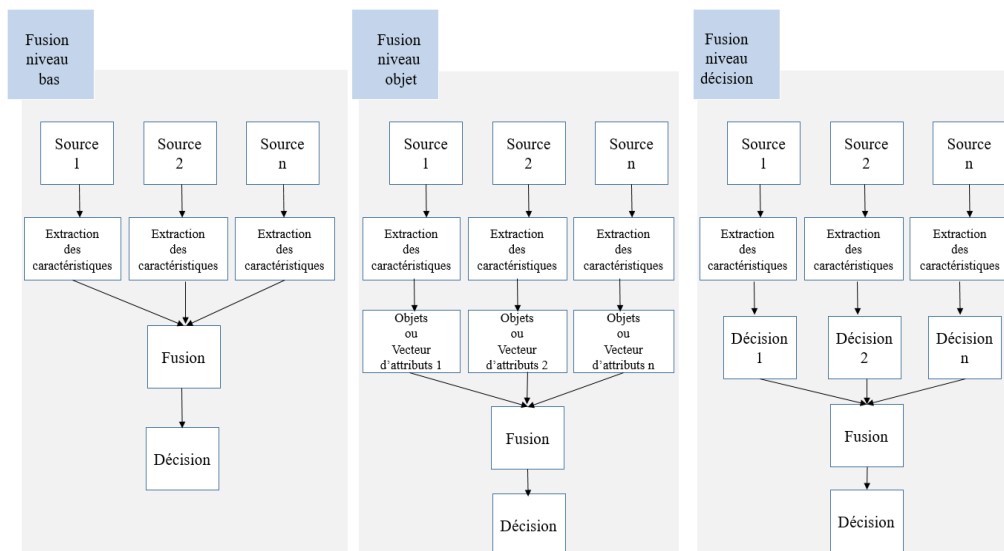 Fusion
niveau
bas
Source
1
Source
2
Source
n
Extraction
des
caractéristiques
Extraction
des
caractéristiques
Extraction
des
caractéristiques
Fusion
Décision
Fusion
niveau
objet
Source
1
Source
2
Source
n
Extraction
des
caractéristiques
Extraction
des
caractéristiques
Extraction
des
caractéristiques
Objets
ou
Vecteur
d'attributs 1
Objets
ou
Vecteur
d'attributs 2
Objets
ou
Vecteur
d'attributs n
Fusion
Décision
Fusion
niveau
décision
Source
1
Source
2
Source
n
Extraction
des
caractéristiques
Extraction
des
caractéristiques
Extraction
des
caractéristiques
Décision
1
Décision
2
Décision
n
Fusion
Décision